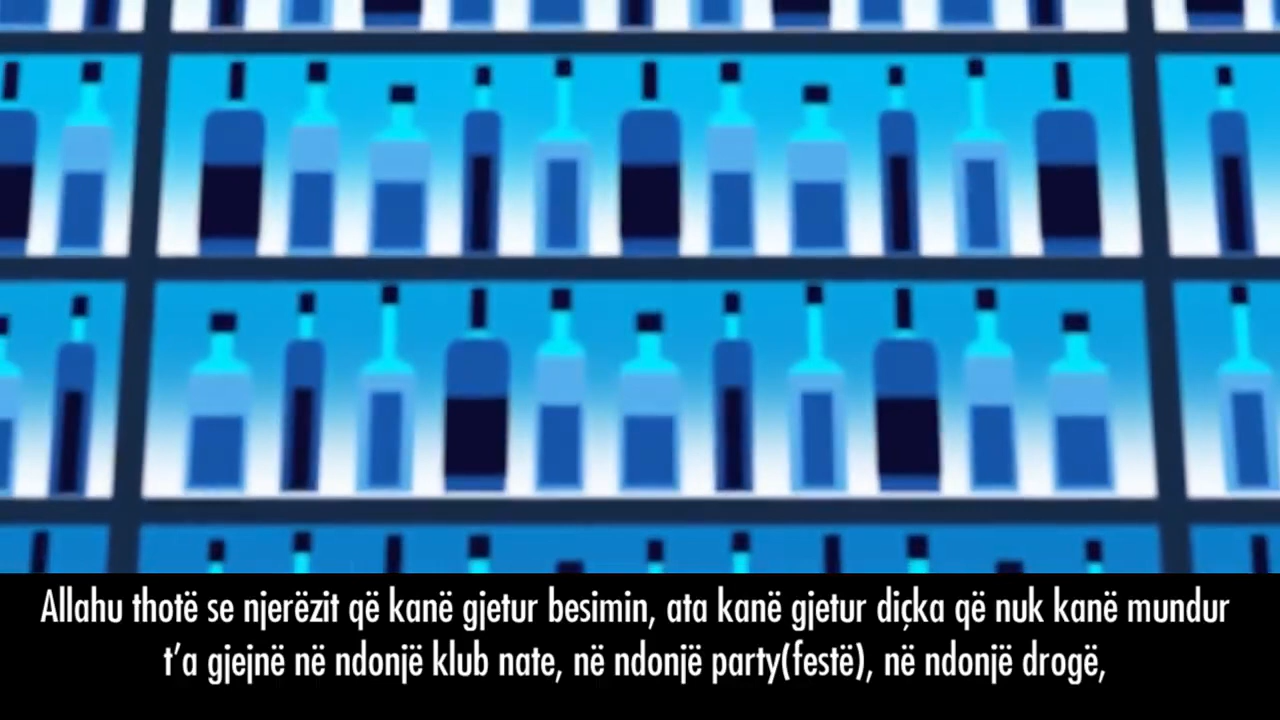 Allahu thotë se njerëzit që kanë gjetur besimin, ata kanë gjetur diçka që nuk kanë mundur
t'a gjejnë në ndonjë klub nate, në ndonjë party(festë), në ndonjë drogë,